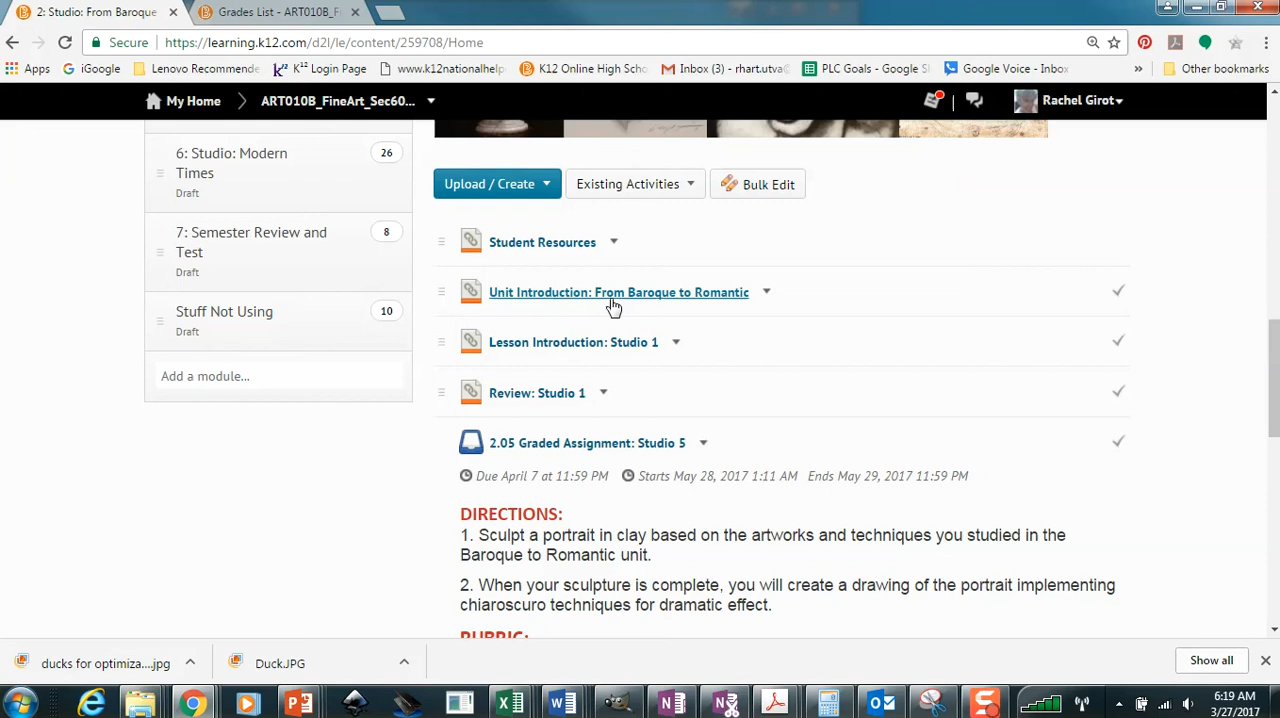 2: Studio: From Baroque
Grades List - ART010B_Fi
Secure
https://learning.k12.com/d2l/le/content/259708/Home
Apps
iGoogle
Lenovo Recommende
K¹² Login Page
www.k12nationalhelp
K12 Online High Scho
Inbox (3) - rhart.utva
PLC Goals - Google S
Google Voice - Inbox
»
Other bookmarks
My Home
ART010B_FineArt_Sec60...
Rachel Girot
6: Studio: Modern
Times
26
Draft
7: Semester Review and
Test
8
Draft
Stuff Not Using
10
Draft
Add a module...
Upload / Create
Existing Activities
Bulk Edit
Student Resources
Unit Introduction: From Baroque to Romantic
Lesson Introduction: Studio 1
Review: Studio 1
2.05 Graded Assignment: Studio 5
Due April 7 at 11:59 PM
Starts May 28, 2017 1:11 AM
Ends May 29, 2017 11:59 PM
DIRECTIONS:
1. Sculpt a portrait in clay based on the artworks and techniques you studied in the
Baroque to Romantic unit.
2. When your sculpture is complete, you will create a drawing of the portrait implementing
chiaroscuro techniques for dramatic effect.
RUBRIC:
ducks for optimiza....jpg
Duck.JPG
Show all
6:19 AM
3/27/2017